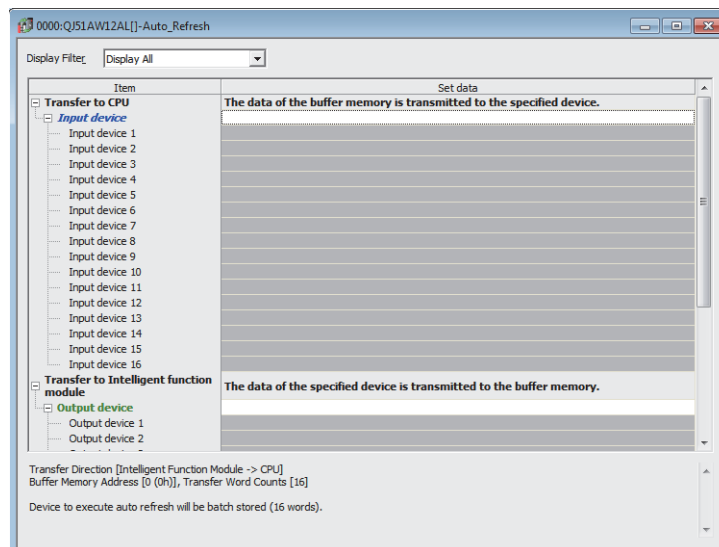 0000:QJ51AW12AL[]-Auto_Refresh
Display Filter Display All
Item Set data
Transfer to CPU The data of the buffer memory is transmitted to the specified device.
Input device
Input device 1
Input device 2
Input device 3
Input device 4
Input device 5
Input device 6
Input device 7
Input device 8
Input device 9
Input device 10
Input device 11
Input device 12
Input device 13
Input device 14
Input device 15
Input device 16
Transfer to Intelligent function module The data of the specified device is transmitted to the buffer memory.
Output device
Output device 1
Output device 2
Transfer Direction [Intelligent Function Module -> CPU]
Buffer Memory Address [0 (0h)], Transfer Word Counts [16]
Device to execute auto refresh will be batch stored (16 words).